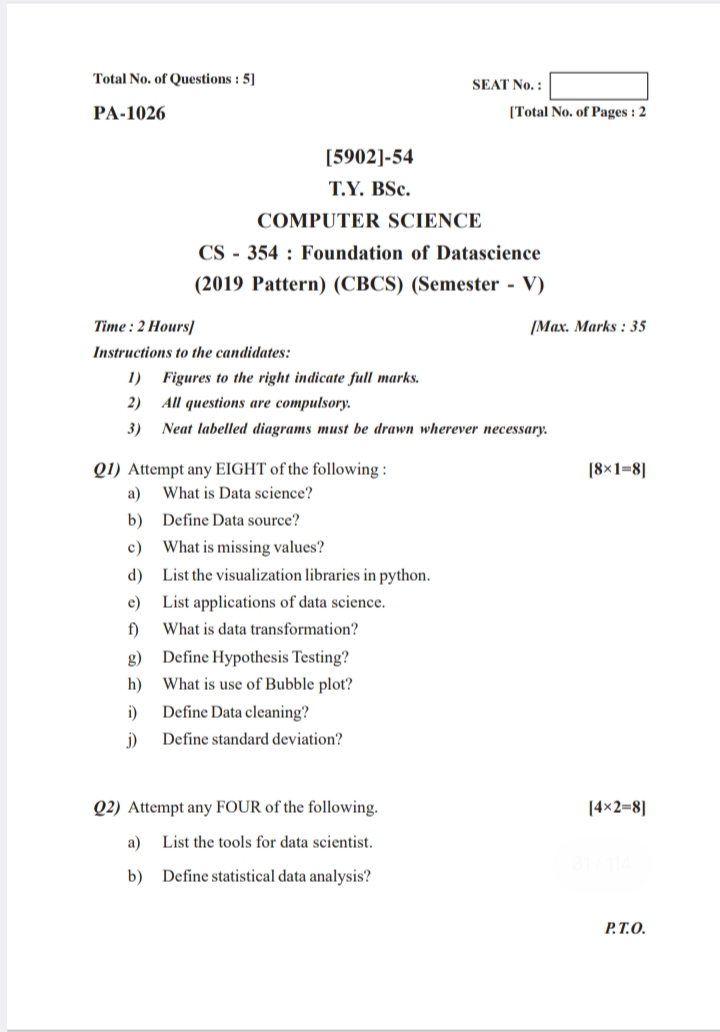 Total No. of Questions : 5]
SEAT No. :
PA-1026
[Total No. of Pages : 2
[5902]-54
T.Y. BSc.
COMPUTER SCIENCE
CS - 354 : Foundation of Datascience
(2019 Pattern) (CBCS) (Semester - V)
Time : 2 Hours]
[Max. Marks : 35
Instructions to the candidates:
1) Figures to the right indicate full marks.
2) All questions are compulsory.
3) Neat labelled diagrams must be drawn wherever necessary.
Q1) Attempt any EIGHT of the following :
[8×1=8]
a) What is Data science?
b) Define Data source?
c) What is missing values?
d) List the visualization libraries in python.
e) List applications of data science.
f) What is data transformation?
g) Define Hypothesis Testing?
h) What is use of Bubble plot?
i) Define Data cleaning?
j) Define standard deviation?
Q2) Attempt any FOUR of the following.
[4×2=8]
a) List the tools for data scientist.
b) Define statistical data analysis?
P.T.O.